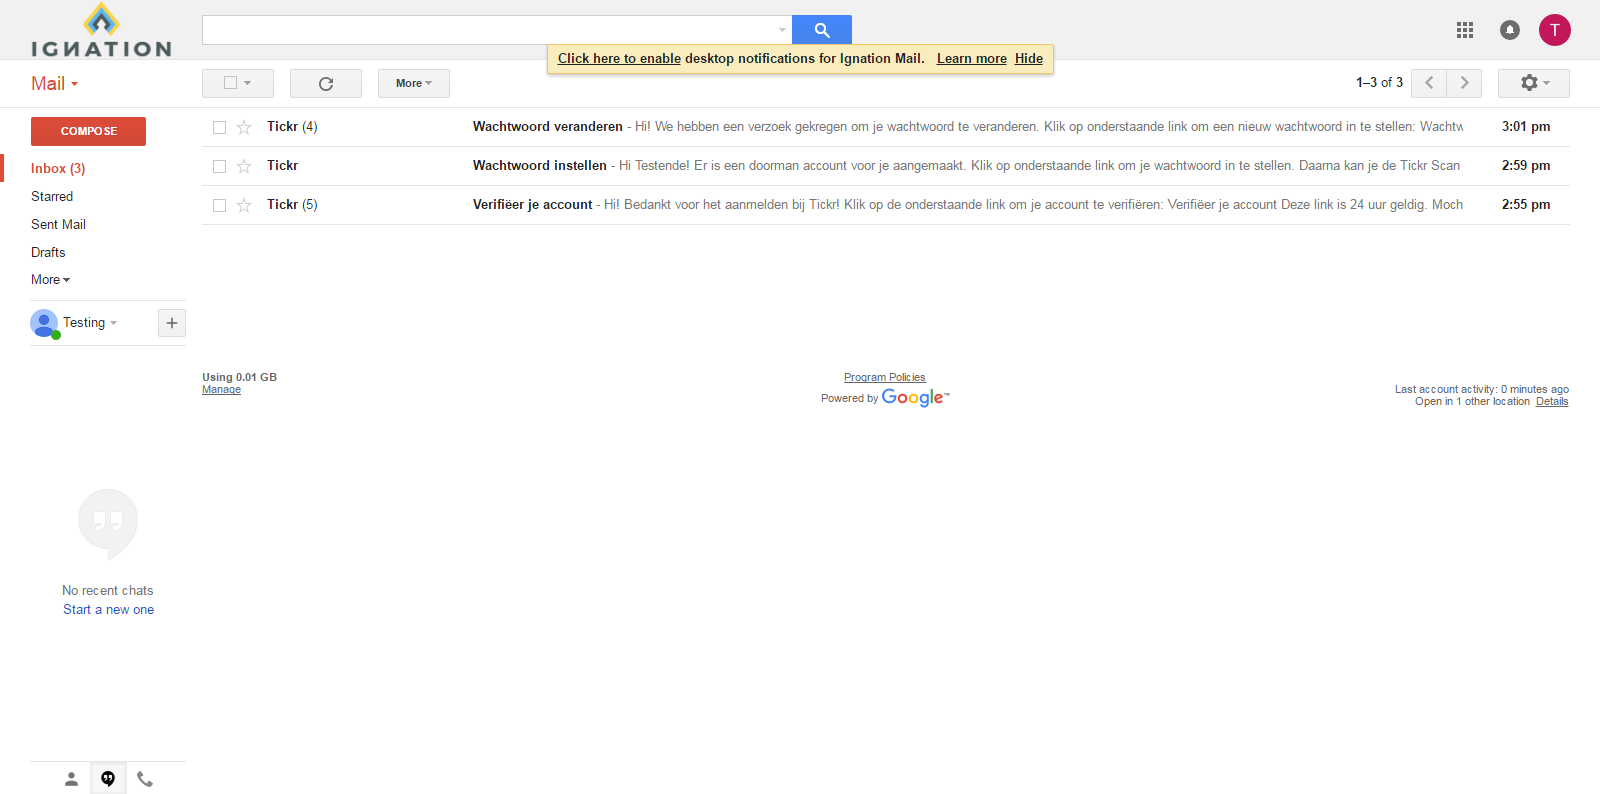 IGNATION
Click here to enable desktop notifications for Ignation Mail. Learn more Hide
T
Mail
More
1–3 of 3
COMPOSE
Inbox (3)
Starred
Sent Mail
Drafts
More
Testing
Tickr (4) Wachtwoord veranderen - Hi! We hebben een verzoek gekregen om je wachtwoord te veranderen. Klik op onderstaande link om een nieuw wachtwoord in te stellen: Wachtw 3:01 pm
Tickr Wachtwoord instellen - Hi Testende! Er is een doorman account voor je aangemaakt. Klik op onderstaande link om je wachtwoord in te stellen. Daarna kan je de Tickr Scan 2:59 pm
Tickr (5) Verifiëer je account - Hi! Bedankt voor het aanmelden bij Tickr! Klik op de onderstaande link om je account te verifiëren: Verifiëer je account Deze link is 24 uur geldig. Moch 2:55 pm
Using 0.01 GB
Manage
Program Policies
Powered by Google™
Last account activity: 0 minutes ago
Open in 1 other location Details
No recent chats
Start a new one